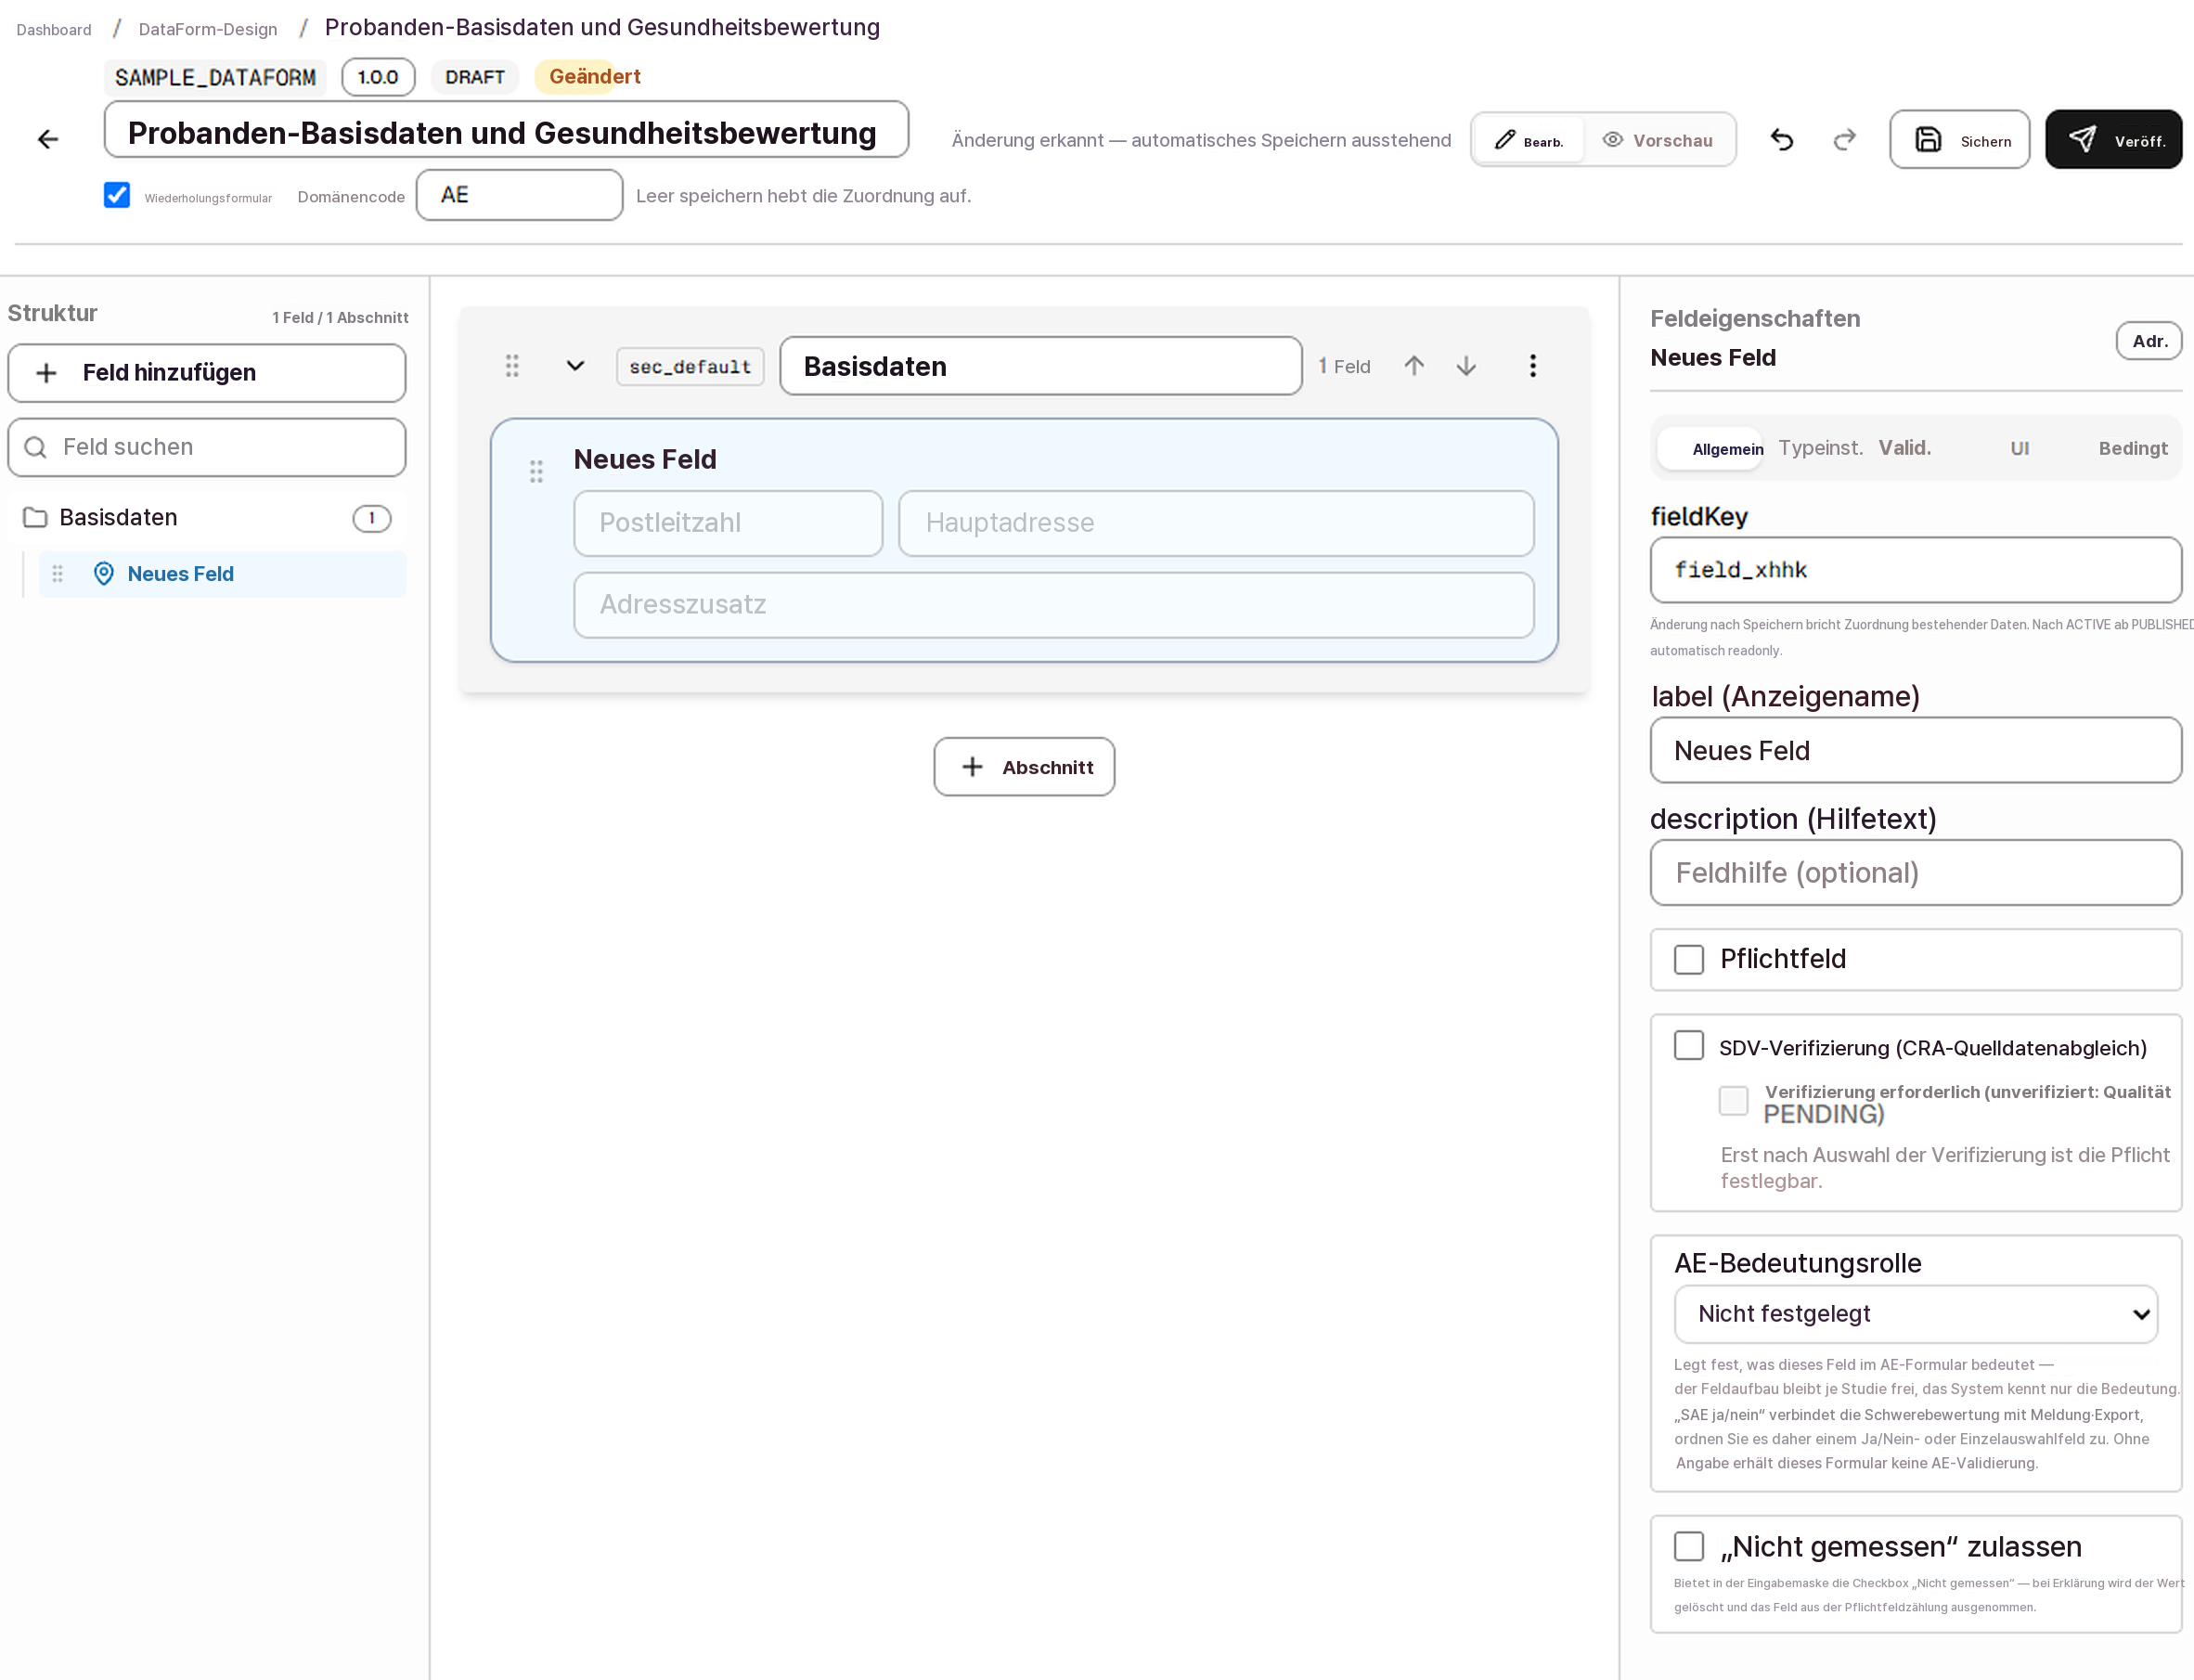 Dashboard / DataForm-Design / Probanden-Basisdaten und Gesundheitsbewertung
SAMPLE_DATAFORM 1.0.0 DRAFT Geändert
Probanden-Basisdaten und Gesundheitsbewertung
Änderung erkannt — automatisches Speichern ausstehend
Bearb. Vorschau
Sichern
Veröff.
Wiederholungsformular Domänencode AE Leer speichern hebt die Zuordnung auf.
Struktur
1 Feld / 1 Abschnitt
Feld hinzufügen
Feld suchen
Basisdaten 1
Neues Feld
sec_default Basisdaten 1 Feld
Neues Feld
Postleitzahl Hauptadresse
Adresszusatz
Abschnitt
Feldeigenschaften
Neues Feld
Adr.
Allgemein Typeinst. Valid. UI Bedingt
fieldKey
field_xhhk
Änderung nach Speichern bricht Zuordnung bestehender Daten. Nach ACTIVE ab PUBLISHED
automatisch readonly.
label (Anzeigename)
Neues Feld
description (Hilfetext)
Feldhilfe (optional)
Pflichtfeld
SDV-Verifizierung (CRA-Quelldatenabgleich)
Verifizierung erforderlich (unverifiziert: Qualität
PENDING)
Erst nach Auswahl der Verifizierung ist die Pflicht
festlegbar.
AE-Bedeutungsrolle
Nicht festgelegt
Legt fest, was dieses Feld im AE-Formular bedeutet —
der Feldaufbau bleibt je Studie frei, das System kennt nur die Bedeutung.
„SAE ja/nein“ verbindet die Schwerebewertung mit Meldung·Export,
ordnen Sie es daher einem Ja/Nein- oder Einzelauswahlfeld zu. Ohne
Angabe erhält dieses Formular keine AE-Validierung.
„Nicht gemessen“ zulassen
Bietet in der Eingabemaske die Checkbox „Nicht gemessen“ — bei Erklärung wird der Wert
gelöscht und das Feld aus der Pflichtfeldzählung ausgenommen.